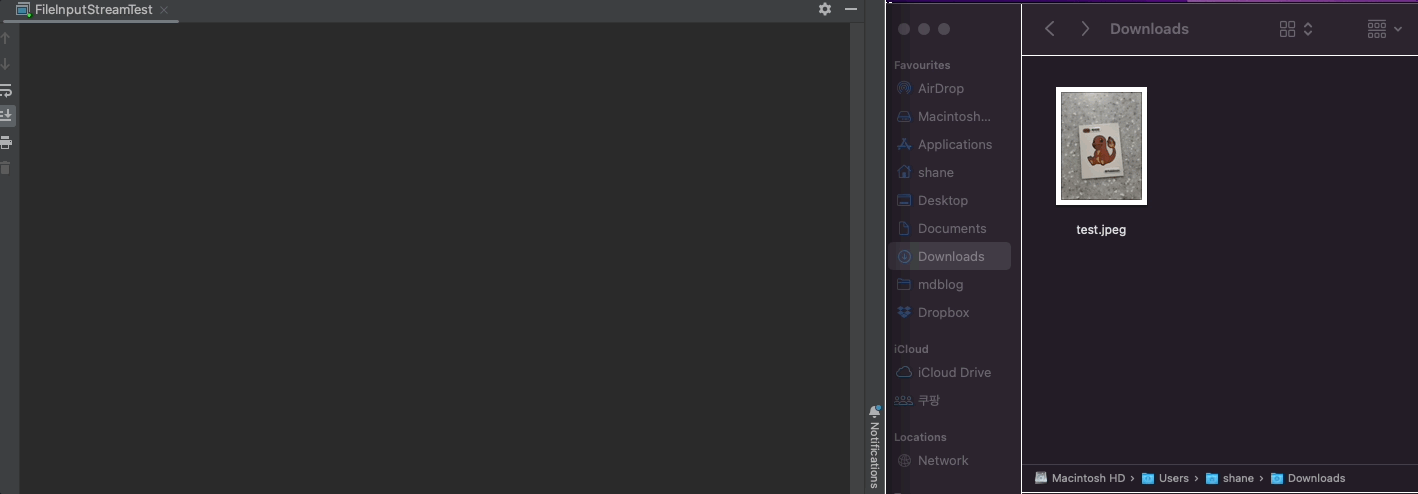 FileInputStreamTest
Notifications
Favourites
AirDrop
Macintosh...
Applications
shane
Desktop
Documents
Downloads
mdblog
Dropbox
iCloud
iCloud Drive
쿠팡
Locations
Network
Downloads
test.jpeg
Macintosh HD › Users › shane › Downloads